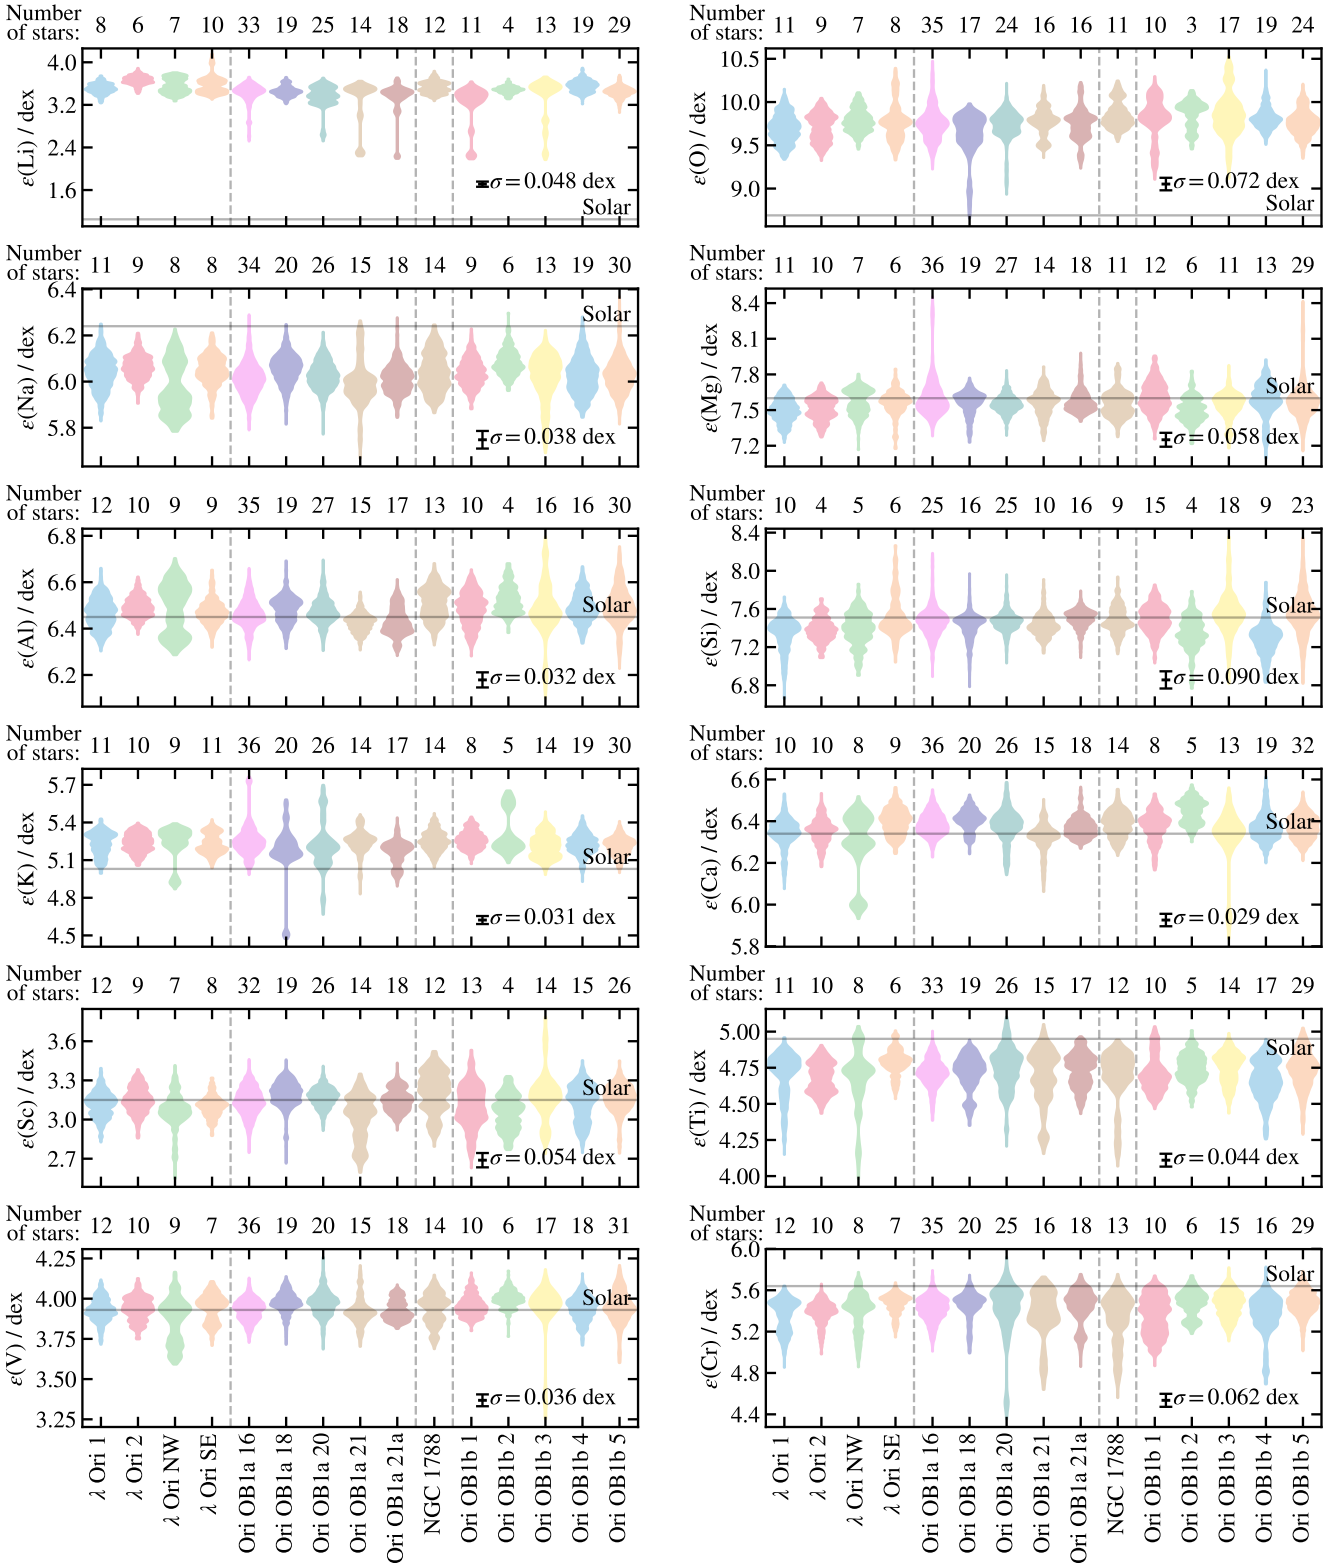 Number
of stars: 8 6 7 10 33 19 25 14 18 12 11 4 6 19 29
4.0
3.2
2.4
1.6
ε(Li) / dex
σ = 0.048 dex
Solar
Number
of stars: 11 9 7 8 35 17 24 16 16 11 10 3 17 19 24
10.5
10.0
9.5
9.0
ε(O) / dex
σ = 0.072 dex
Solar
Number
of stars: 11 9 8 8 34 20 26 15 18 14 9 6 13 19 30
6.4
6.2
6.0
5.8
ε(Na) / dex
Solar
σ = 0.038 dex
Number
of stars: 11 10 7 6 36 19 27 14 18 11 12 6 11 13 29
8.4
8.1
7.8
7.5
7.2
ε(Mg) / dex
Solar
σ = 0.058 dex
Number
of stars: 12 10 9 9 35 19 27 15 17 13 10 4 16 16 30
6.8
6.6
6.4
6.2
ε(Al) / dex
Solar
σ = 0.032 dex
Number
of stars: 10 4 5 6 25 16 25 10 16 9 15 4 18 9 23
8.4
8.0
7.6
7.2
6.8
ε(Si) / dex
Solar
σ = 0.090 dex
Number
of stars: 11 10 9 11 36 20 26 14 17 14 8 5 14 19 30
5.7
5.4
5.1
4.8
4.5
ε(K) / dex
Solar
σ = 0.031 dex
Number
of stars: 10 10 8 9 36 20 26 15 18 14 8 5 13 19 32
6.6
6.4
6.2
6.0
5.8
ε(Ca) / dex
Solar
σ = 0.029 dex
Number
of stars: 12 9 7 8 32 19 26 14 18 12 13 4 14 15 26
3.6
3.3
3.0
2.7
ε(Sc) / dex
Solar
σ = 0.054 dex
Number
of stars: 11 10 8 6 33 19 26 15 17 12 10 5 14 17 29
5.00
4.75
4.50
4.25
4.00
ε(Ti) / dex
Solar
σ = 0.044 dex
Number
of stars: 12 10 9 7 36 19 20 15 18 14 10 6 17 18 31
4.25
4.00
3.75
3.50
3.25
ε(V) / dex
Solar
σ = 0.036 dex
Number
of stars: 12 10 8 7 35 20 25 16 18 13 10 6 15 16 29
6.0
5.6
5.2
4.8
4.4
ε(Cr) / dex
Solar
σ = 0.062 dex
λ Ori 1
λ Ori 2
λ Ori NW
λ Ori SE
Ori OB1a 16
Ori OB1a 18
Ori OB1a 20
Ori OB1a 21
Ori OB1a 21a
NGC 1788
Ori OB1b 1
Ori OB1b 2
Ori OB1b 3
Ori OB1b 4
Ori OB1b 5
λ Ori 1
λ Ori 2
λ Ori NW
λ Ori SE
Ori OB1a 16
Ori OB1a 18
Ori OB1a 20
Ori OB1a 21
Ori OB1a 21a
NGC 1788
Ori OB1b 1
Ori OB1b 2
Ori OB1b 3
Ori OB1b 4
Ori OB1b 5